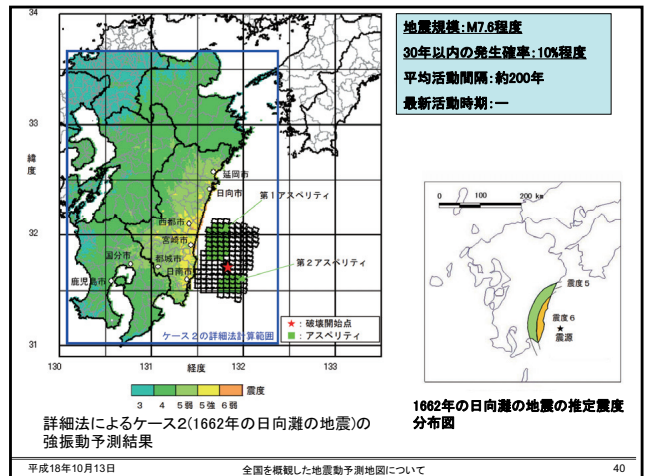 地震規模:M7.6程度
30年以内の発生確率:10%程度
平均活動間隔:約200年
最新活動時期:―
34
33
32
31
緯度
130
131
132
133
経度
延岡市
日向市
西都市
宮崎市
国分市
都城市
日南市
鹿児島市
第1アスペリティ
第2アスペリティ
★:破壊開始点
■:アスペリティ
ケース2の詳細法計算範囲
3 4 5弱 5強 6弱 震度
詳細法によるケース2(1662年の日向灘の地震)の
強振動予測結果
0 100 200 km
震度5
震度6
★
震源
1662年の日向灘の地震の推定震度
分布図
平成18年10月13日
全国を概観した地震動予測地図について
40